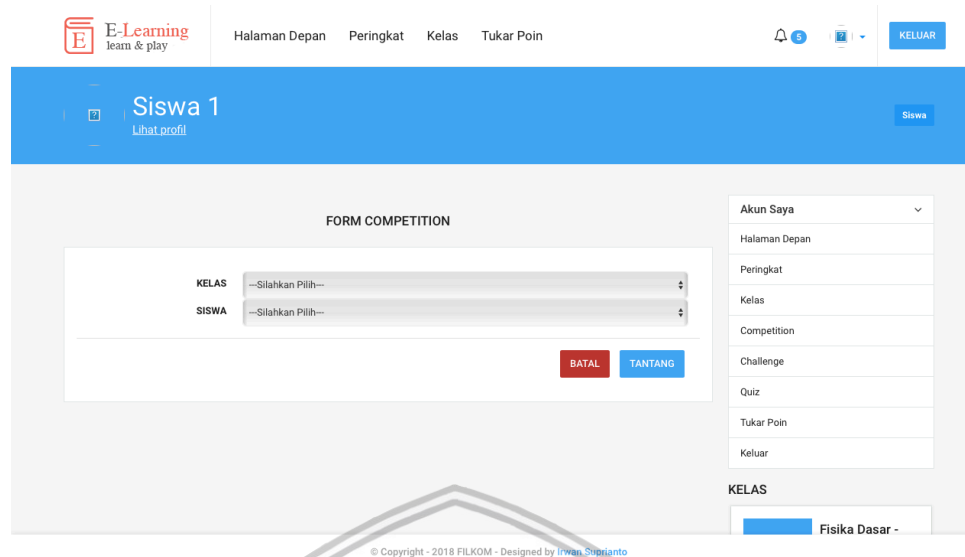 E-Learning
learn & play
Halaman Depan Peringkat Kelas Tukar Poin
5
KELUAR
Siswa 1
Lihat profil
Siswa
FORM COMPETITION
KELAS ---Silahkan Pilih---
SISWA ---Silahkan Pilih---
BATAL TANTANG
Akun Saya
Halaman Depan
Peringkat
Kelas
Competition
Challenge
Quiz
Tukar Poin
Keluar
KELAS
Fisika Dasar -
© Copyright - 2018 FILKOM - Designed by Irwan Suprianto